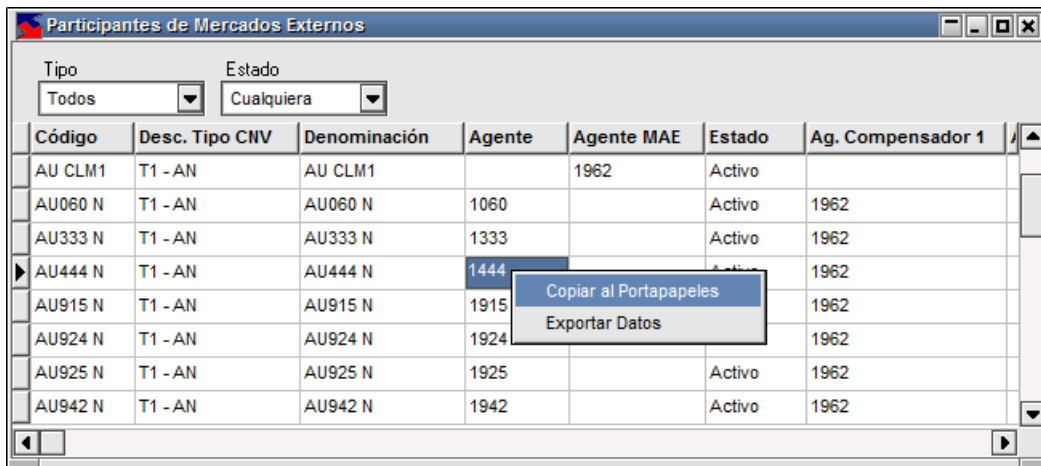 Participantes de Mercados Externos
Tipo Estado
Todos Cualquiera
Código Desc. Tipo CNV Denominación Agente Agente MAE Estado Ag. Compensador 1
AU CLM1 T1 - AN AU CLM1 1962 Activo
AU060 N T1 - AN AU060 N 1060 Activo 1962
AU333 N T1 - AN AU333 N 1333 Activo 1962
AU444 N T1 - AN AU444 N 1444 1962
Copiar al Portapapeles
AU915 N T1 - AN AU915 N 1915 1962
Exportar Datos
AU924 N T1 - AN AU924 N 1924 1962
AU925 N T1 - AN AU925 N 1925 Activo 1962
AU942 N T1 - AN AU942 N 1942 Activo 1962